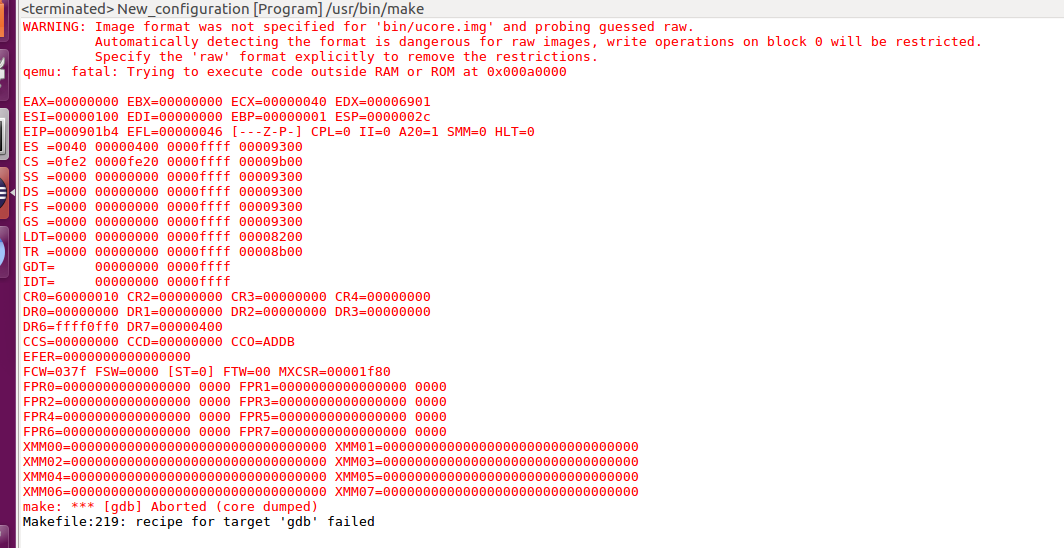 <terminated> New_configuration [Program] /usr/bin/make
WARNING: Image format was not specified for 'bin/ucore.img' and probing guessed raw.
         Automatically detecting the format is dangerous for raw images, write operations on block 0 will be restricted.
         Specify the 'raw' format explicitly to remove the restrictions.
qemu: fatal: Trying to execute code outside RAM or ROM at 0x000a0000

EAX=00000000 EBX=00000000 ECX=00000040 EDX=00006901
ESI=00000100 EDI=00000000 EBP=00000001 ESP=0000002c
EIP=000901b4 EFL=00000046 [---Z-P-] CPL=0 II=0 A20=1 SMM=0 HLT=0
ES =0040 00000400 0000ffff 00009300
CS =0fe2 0000fe20 0000ffff 00009b00
SS =0000 00000000 0000ffff 00009300
DS =0000 00000000 0000ffff 00009300
FS =0000 00000000 0000ffff 00009300
GS =0000 00000000 0000ffff 00009300
LDT=0000 00000000 0000ffff 00008200
TR =0000 00000000 0000ffff 00008b00
GDT=     00000000 0000ffff
IDT=     00000000 0000ffff
CR0=60000010 CR2=00000000 CR3=00000000 CR4=00000000
DR0=00000000 DR1=00000000 DR2=00000000 DR3=00000000
DR6=ffff0ff0 DR7=00000400
CCS=00000000 CCD=00000000 CCO=ADDB
EFER=0000000000000000
FCW=037f FSW=0000 [ST=0] FTW=00 MXCSR=00001f80
FPR0=0000000000000000 0000 FPR1=0000000000000000 0000
FPR2=0000000000000000 0000 FPR3=0000000000000000 0000
FPR4=0000000000000000 0000 FPR5=0000000000000000 0000
FPR6=0000000000000000 0000 FPR7=0000000000000000 0000
XMM00=00000000000000000000000000000000 XMM01=00000000000000000000000000000000
XMM02=00000000000000000000000000000000 XMM03=00000000000000000000000000000000
XMM04=00000000000000000000000000000000 XMM05=00000000000000000000000000000000
XMM06=00000000000000000000000000000000 XMM07=00000000000000000000000000000000
make: *** [gdb] Aborted (core dumped)
Makefile:219: recipe for target 'gdb' failed